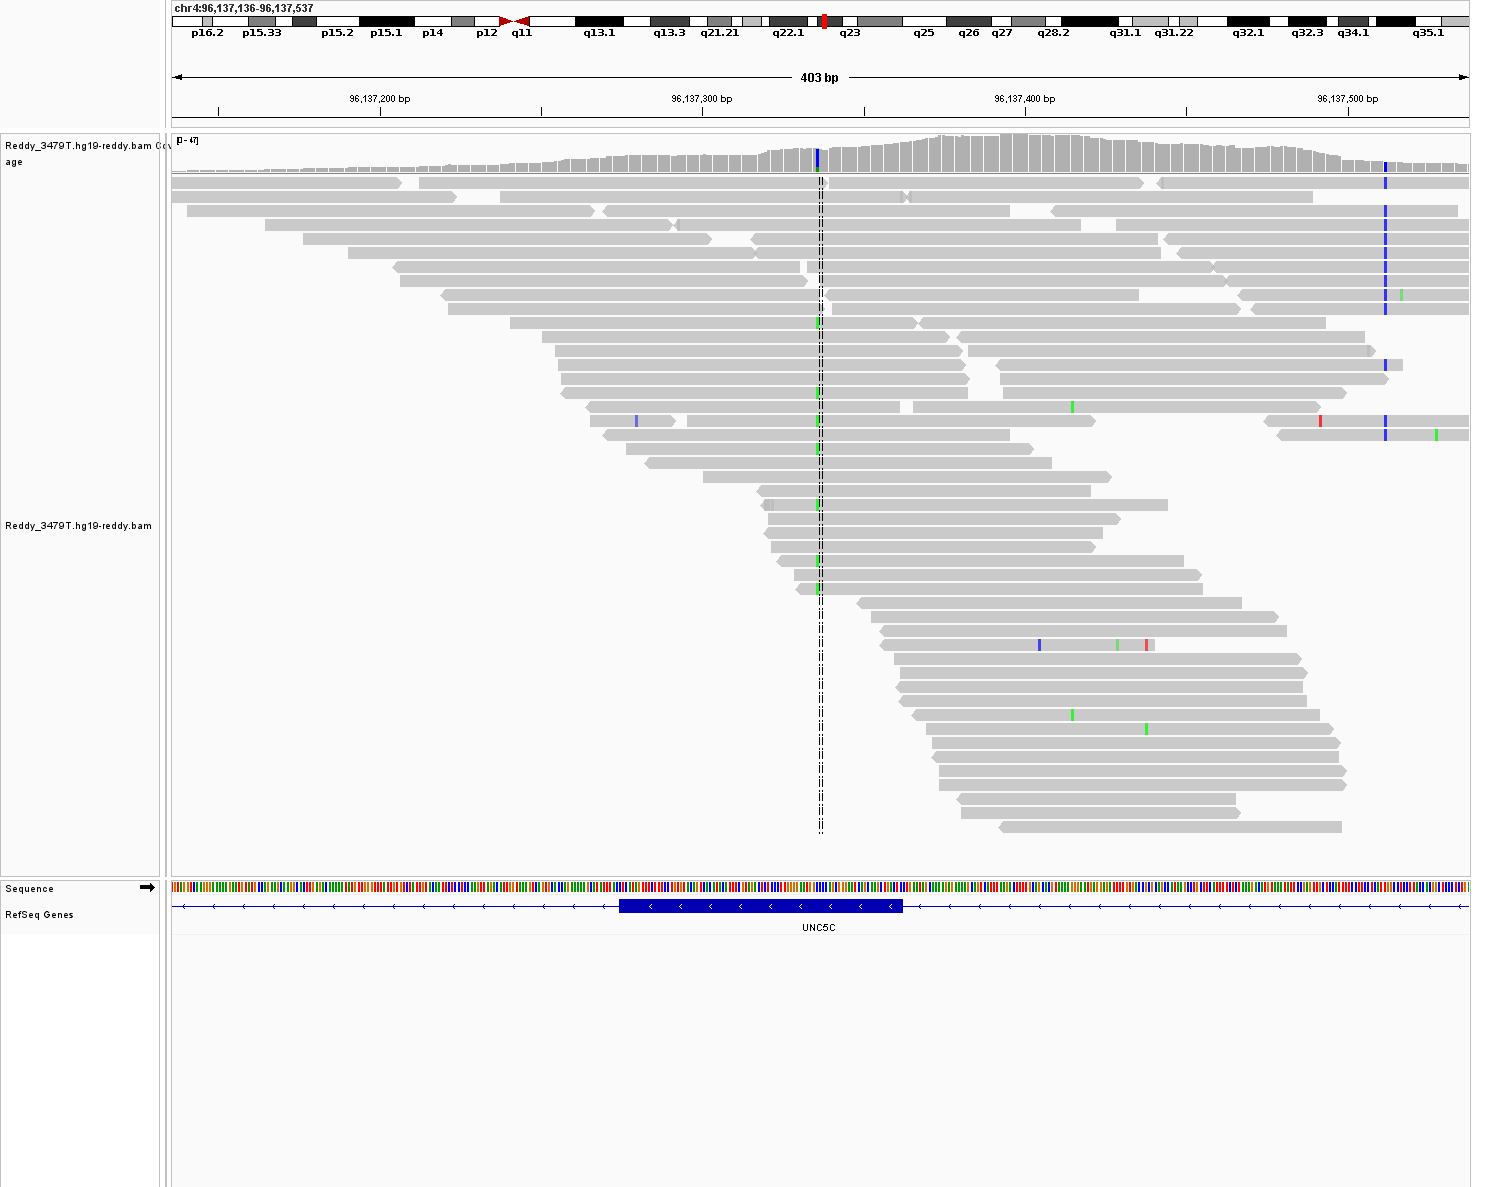 chr4:96,137,136-96,137,537
p16.2 p15.33 p15.2 p15.1 p14 p12 q11 q13.1 q13.3 q21.21 q22.1 q23 q25 q26 q27 q28.2 q31.1 q31.22 q32.1 q32.3 q34.1 q35.1
403 bp
96,137,200 bp 96,137,300 bp 96,137,400 bp 96,137,500 bp
Reddy_3479T.hg19-reddy.bam Cov
age
[0 - 47]
Reddy_3479T.hg19-reddy.bam
Sequence
RefSeq Genes
UNC5C